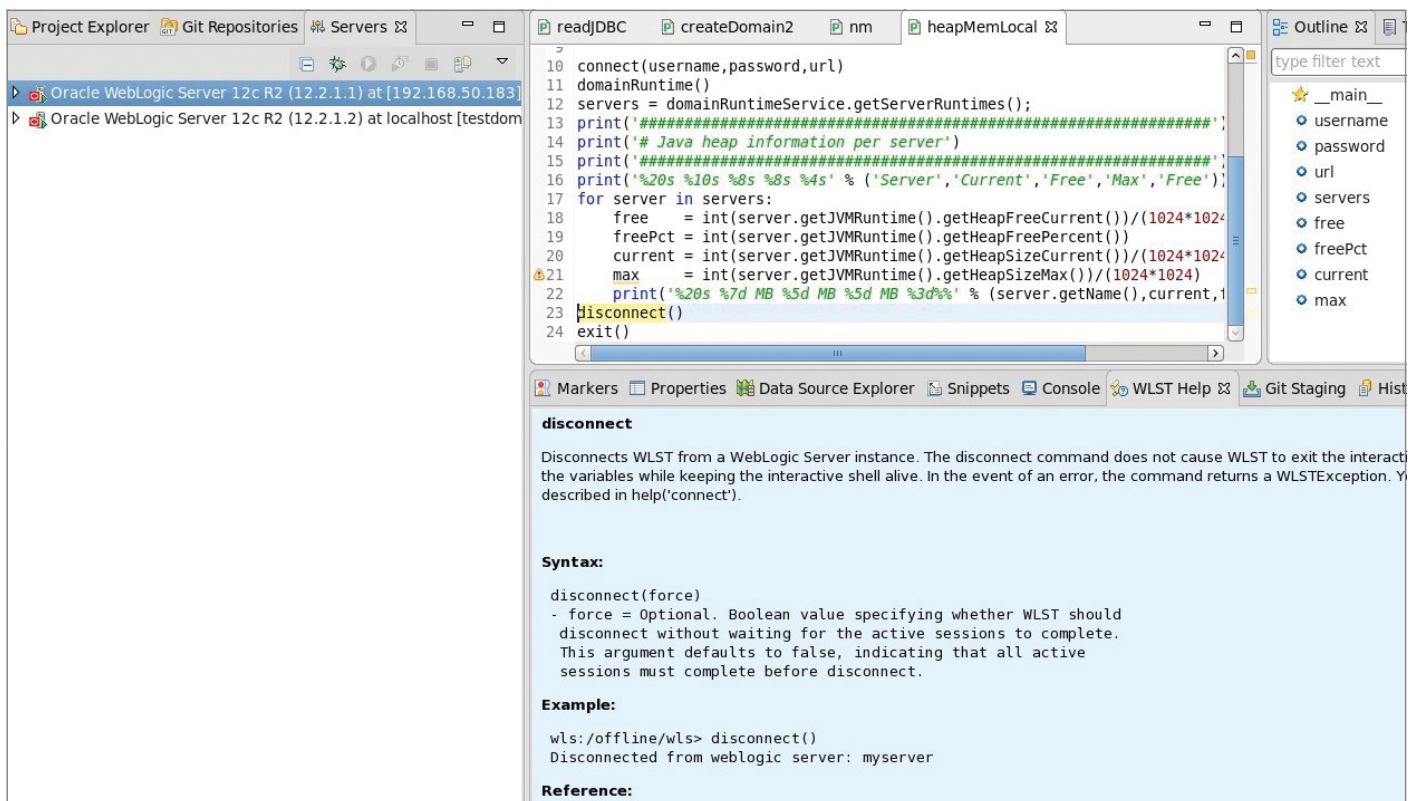 Project Explorer Git Repositories Servers
Oracle WebLogic Server 12c R2 (12.2.1.1) at [192.168.50.183]
Oracle WebLogic Server 12c R2 (12.2.1.2) at localhost [testdom
readJDBC createDomain2 nm heapMemLocal
9
10 connect(username,password,url)
11 domainRuntime()
12 servers = domainRuntimeService.getServerRuntimes();
13 print('################################################################')
14 print('# Java heap information per server')
15 print('################################################################')
16 print('%20s %10s %8s %8s %4s' % ('Server','Current','Free','Max','Free'))
17 for server in servers:
18 free = int(server.getJVMRuntime().getHeapFreeCurrent())/(1024*1024
19 freePct = int(server.getJVMRuntime().getHeapFreePercent())
20 current = int(server.getJVMRuntime().getHeapSizeCurrent())/(1024*1024
21 max = int(server.getJVMRuntime().getHeapSizeMax())/(1024*1024)
22 print('%20s %7d MB %5d MB %5d MB %3d%%' % (server.getName(),current,f
23 disconnect()
24 exit()
Outline
type filter text
__main__
username
password
url
servers
free
freePct
current
max
Markers Properties Data Source Explorer Snippets Console WLST Help Git Staging Hist
disconnect
Disconnects WLST from a WebLogic Server instance. The disconnect command does not cause WLST to exit the interacti
the variables while keeping the interactive shell alive. In the event of an error, the command returns a WLSTException. Y
described in help('connect').
Syntax:
disconnect(force)
- force = Optional. Boolean value specifying whether WLST should
disconnect without waiting for the active sessions to complete.
This argument defaults to false, indicating that all active
sessions must complete before disconnect.
Example:
wls:/offline/wls> disconnect()
Disconnected from weblogic server: myserver
Reference: